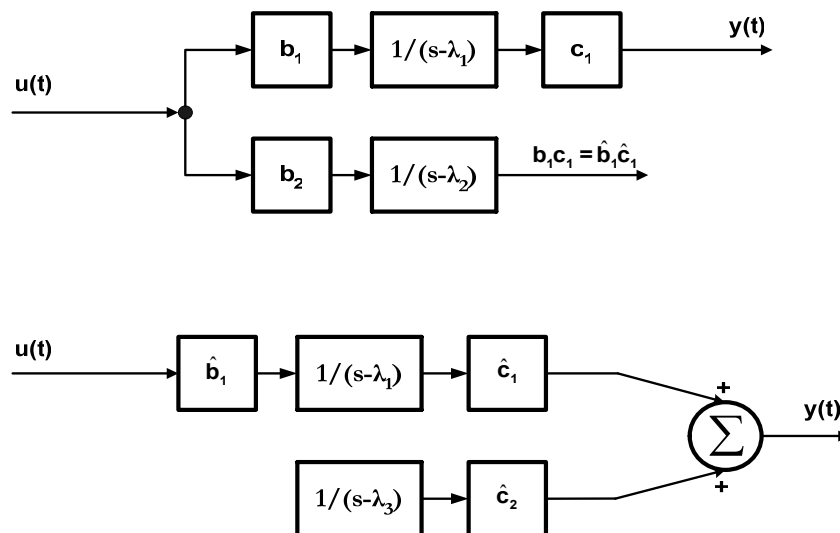 u(t)
b₁
1/(s-λ₁)
c₁
y(t)
b₂
1/(s-λ₂)
b₁c₁ = b̂₁ĉ₁
u(t)
b̂₁
1/(s-λ₁)
ĉ₁
+
Σ
y(t)
1/(s-λ₃)
ĉ₂
+